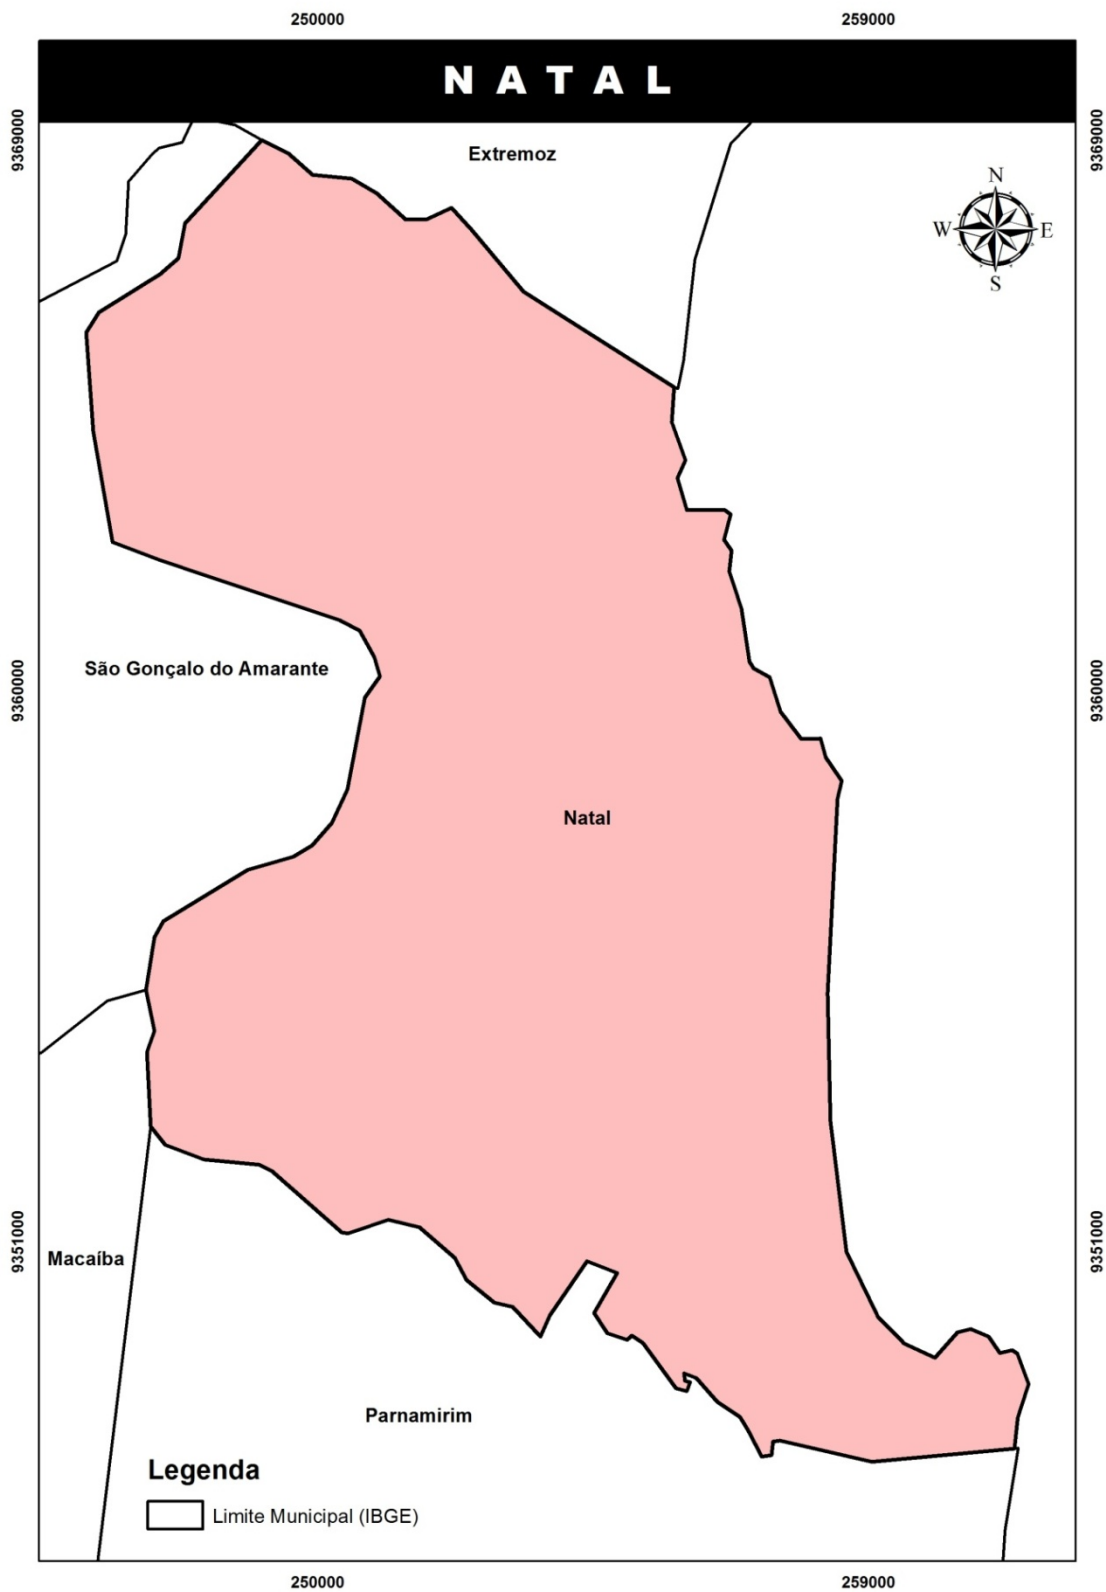 250000
259000
N A T A L
9369000
9369000
Extremoz
N
W
E
S
São Gonçalo do Amarante
9360000
9360000
Natal
9351000
9351000
Macaíba
Parnamirim
Legenda
Limite Municipal (IBGE)
250000
259000